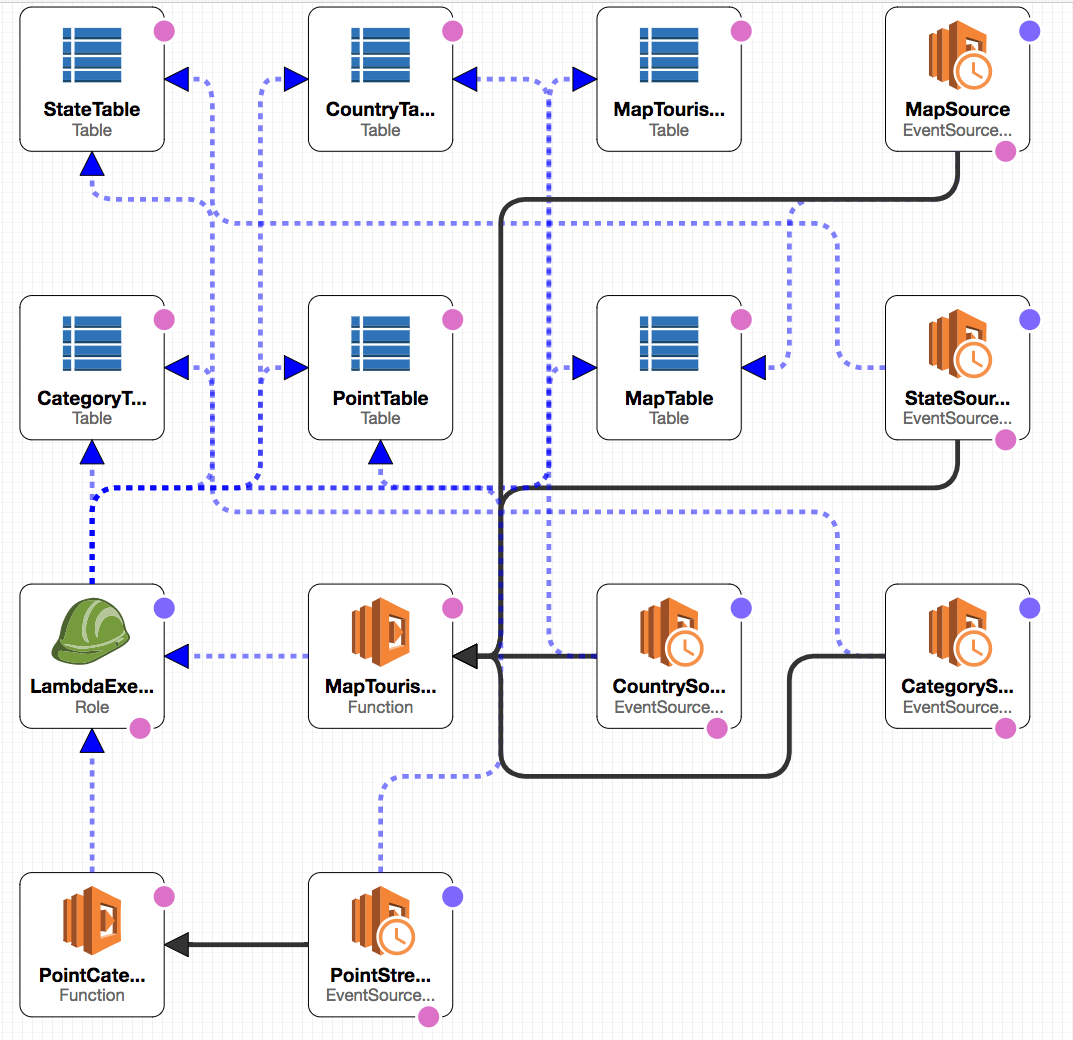 StateTable
Table
CountryTa...
Table
MapTouris...
Table
MapSource
EventSource...
CategoryT...
Table
PointTable
Table
MapTable
Table
StateSour...
EventSource...
LambdaExe...
Role
MapTouris...
Function
CountrySo...
EventSource...
CategoryS...
EventSource...
PointCate...
Function
PointStre...
EventSource...